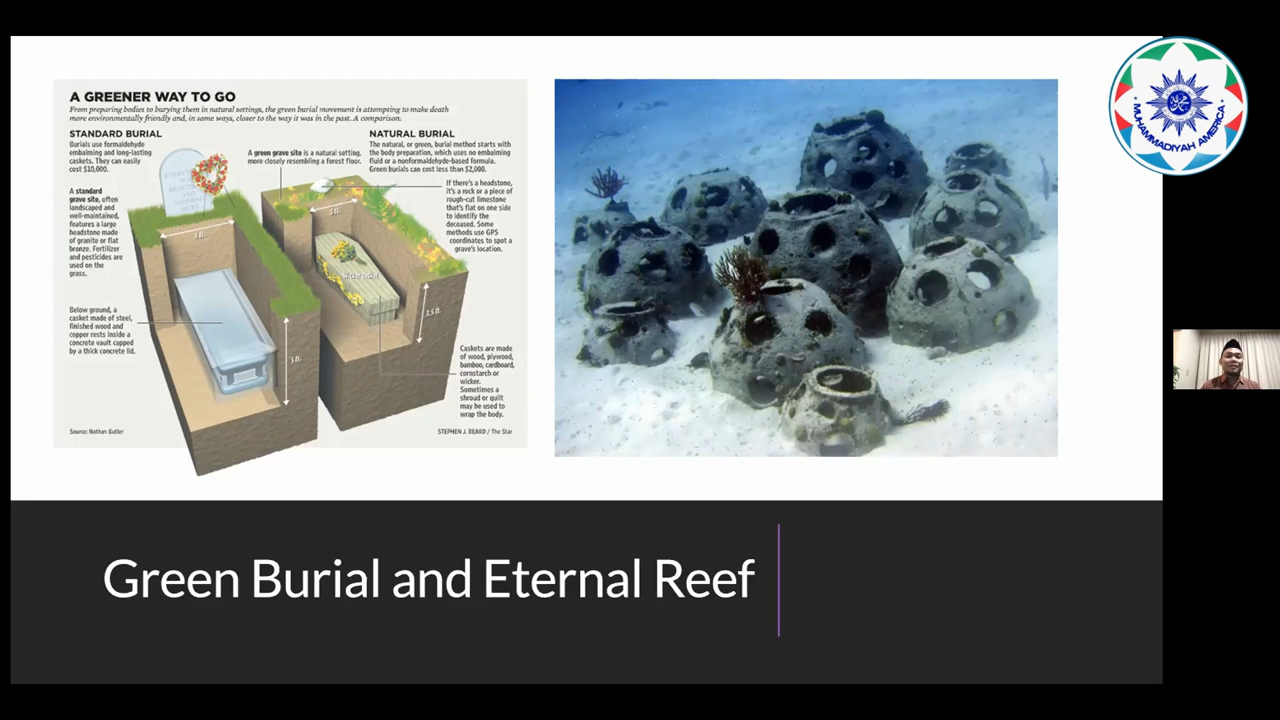 A GREENER WAY TO GO
From preparing bodies to burying them in natural settings, the green burial movement is attempting to make death
more environmentally friendly and, in some ways, closer to the way it was in the past. A comparison:
STANDARD BURIAL
Burials use formaldehyde
embalming and long-lasting
caskets. They can easily
cost $10,000.
A standard
grave site, often
landscaped and
well-maintained,
features a large
headstone made
of granite or flat
bronze. Fertilizer
and pesticides are
used on the
grass.
Below ground, a
casket made of steel,
finished wood and
copper rests inside a
concrete vault capped
by a thick concrete lid.
Source: Nathan Butler
A green grave site is a natural setting,
more closely resembling a forest floor.
NATURAL BURIAL
The natural, or green, burial method starts with
the body preparation, which uses no embalming
fluid or a nonformaldehyde-based formula.
Green burials can cost less than $2,000.
If there's a headstone,
it's a rock or a piece of
rough-cut limestone
that's flat on one side
to identify the
deceased. Some
methods use GPS
coordinates to spot a
grave's location.
Wicker casket
3.5 ft.
5 ft.
Caskets are made
of wood, plywood,
bamboo, cardboard,
cornstarch or
wicker.
Sometimes a
shroud or quilt
may be used to
wrap the body.
STEPHEN J. BEARD / The Star
MUHAMMADIYAH AMERICA
Green Burial and Eternal Reef